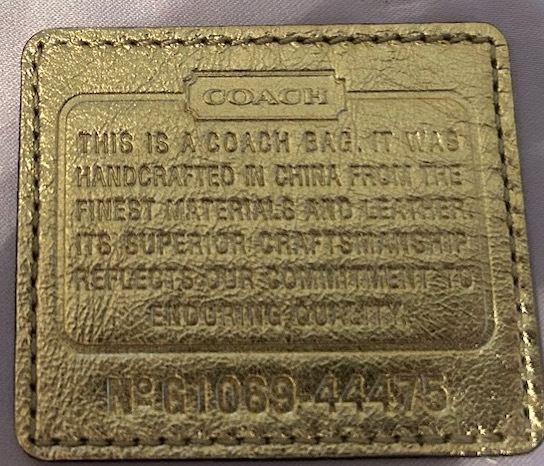 COACH
THIS IS A COACH BAG. IT WAS
HANDCRAFTED IN CHINA FROM THE
FINEST MATERIALS AND LEATHER.
ITS SUPERIOR CRAFTSMANSHIP
REFLECTS OUR COMMITMENT TO
ENDURING QUALITY.
Nº G1069-44475